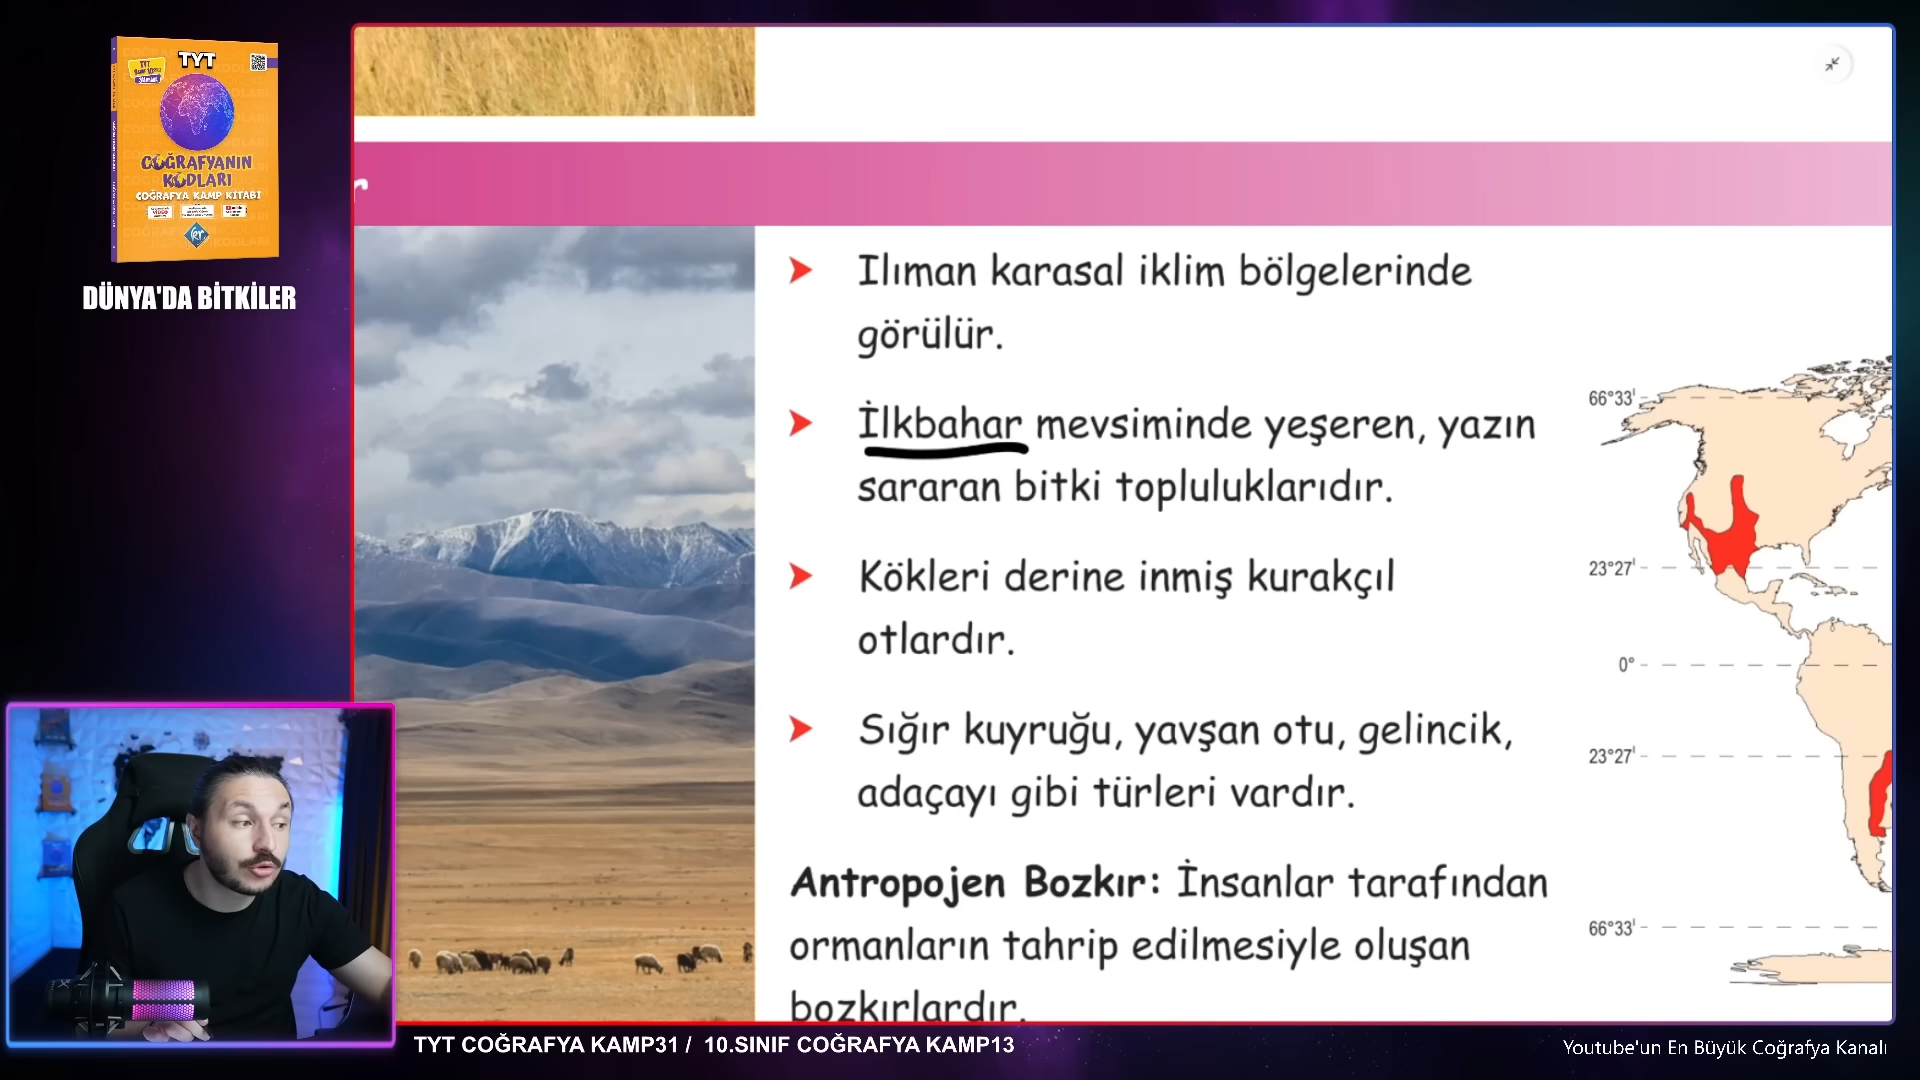 TYT
COĞRAFYANIN
KODLARI
COĞRAFYA KAMP KİTABI
DÜNYA'DA BİTKİLER
r
Ilıman karasal iklim bölgelerinde
görülür.
İlkbahar mevsiminde yeşeren, yazın
sararan bitki topluluklarıdır.
Kökleri derine inmiş kurakçıl
otlardır.
Sığır kuyruğu, yavşan otu, gelincik,
adaçayı gibi türleri vardır.
Antropojen Bozkır: İnsanlar tarafından
ormanların tahrip edilmesiyle oluşan
bozkırlardır.
66°33'
23°27'
0°
23°27'
66°33'
TYT COĞRAFYA KAMP31 / 10.SINIF COĞRAFYA KAMP13
Youtube'un En Büyük Coğrafya Kanalı